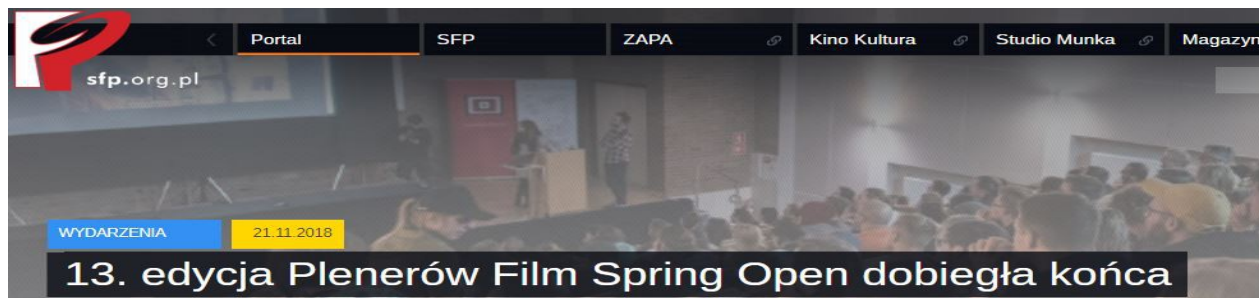 Portal SFP ZAPA Kino Kultura Studio Munka Magazyn
sfp.org.pl
WYDARZENIA 21.11.2018
13. edycja Plenerów Film Spring Open dobiegła końca